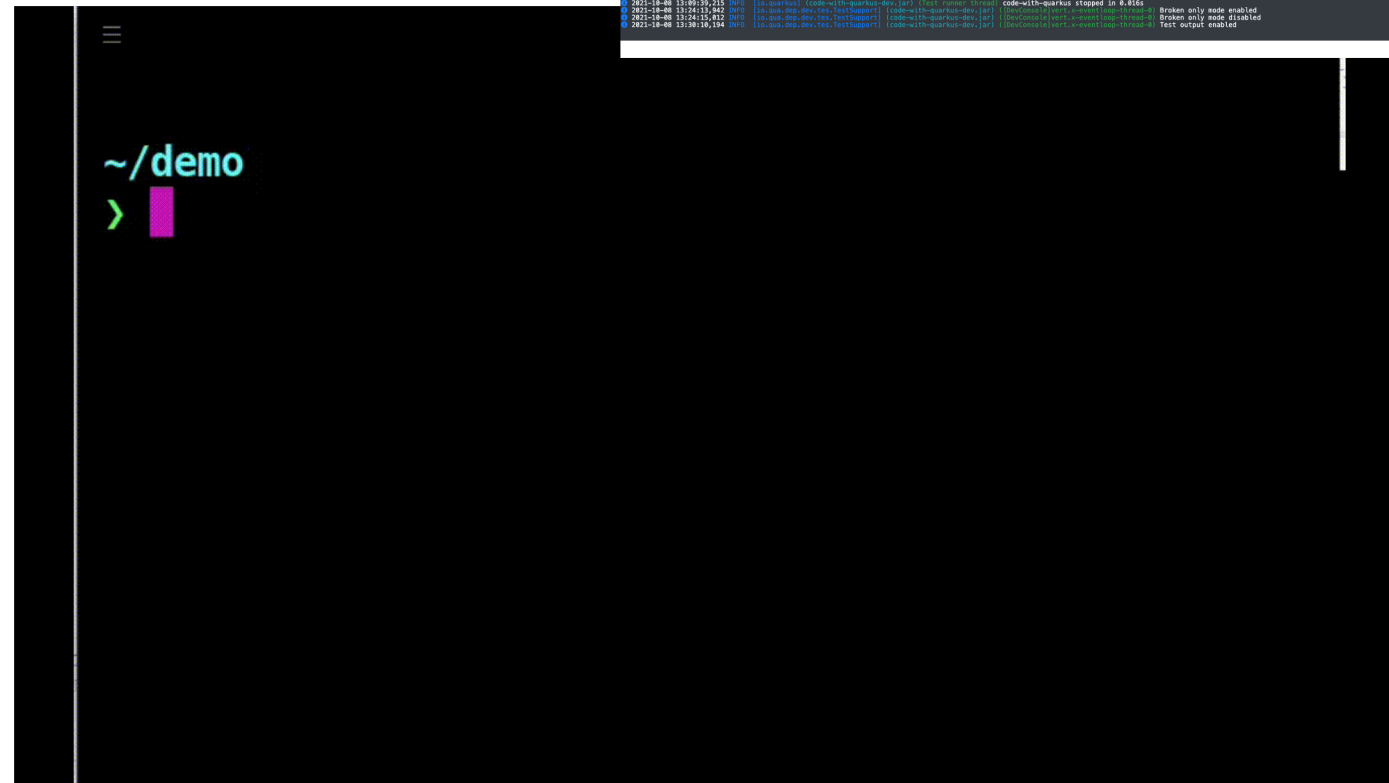 2021-10-08 13:09:39,215 INFO [io.quarkus] (code-with-quarkus-dev.jar) (Test runner thread) code-with-quarkus stopped in 0.016s
2021-10-08 13:24:13,942 INFO [io.qua.dep.dev.tes.TestSupport] (code-with-quarkus-dev.jar) ([DevConsole]vert.x-eventloop-thread-0) Broken only mode enabled
2021-10-08 13:24:15,012 INFO [io.qua.dep.dev.tes.TestSupport] (code-with-quarkus-dev.jar) ([DevConsole]vert.x-eventloop-thread-0) Broken only mode disabled
2021-10-08 13:30:10,194 INFO [io.qua.dep.dev.tes.TestSupport] (code-with-quarkus-dev.jar) ([DevConsole]vert.x-eventloop-thread-0) Test output enabled
~/demo
❯